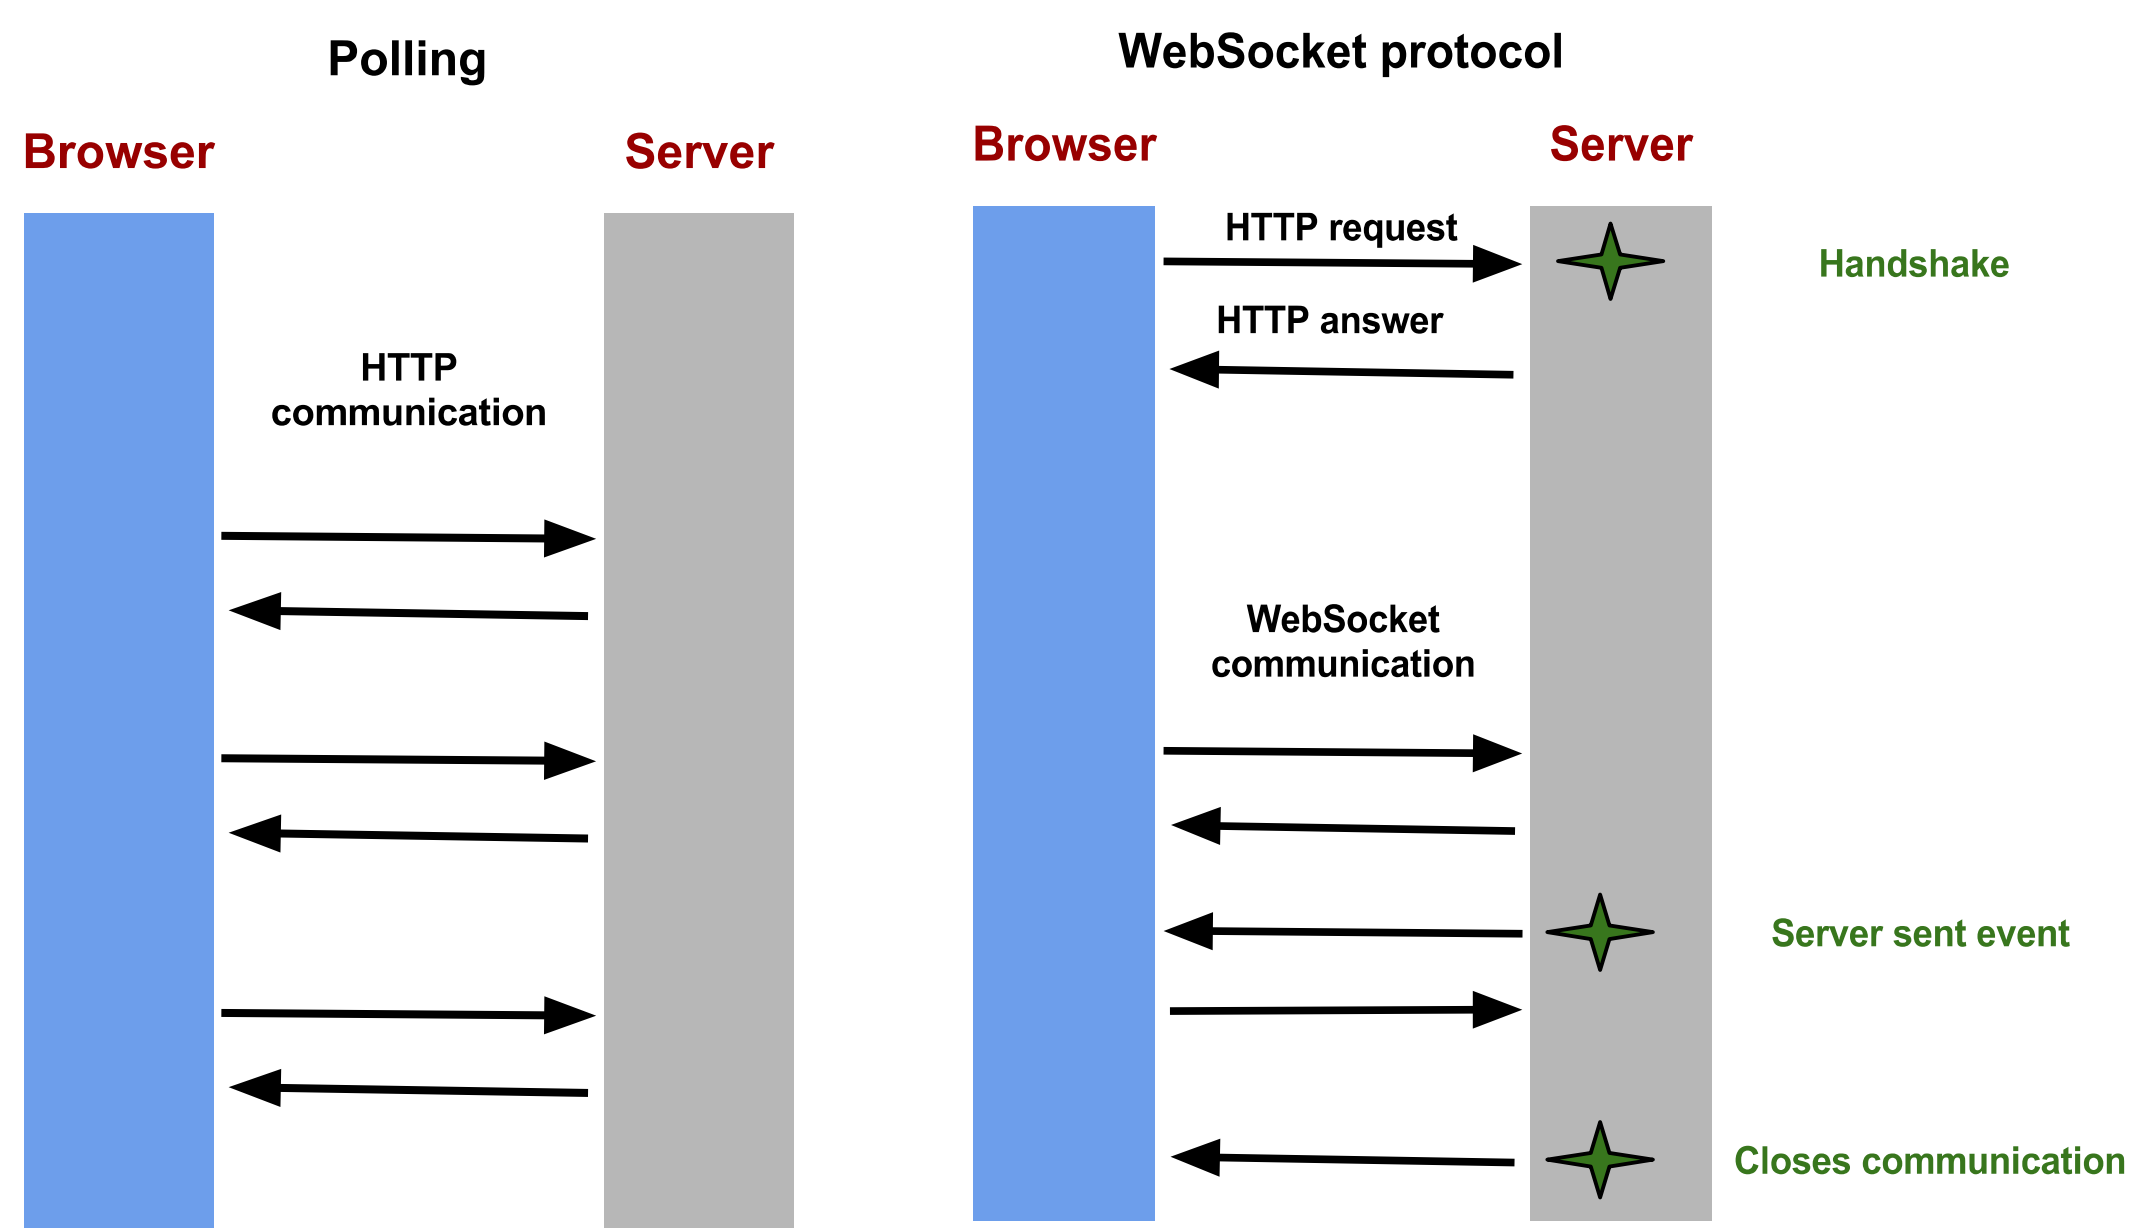 Polling
Browser
Server
HTTP
communication
WebSocket protocol
Browser
Server
HTTP request
Handshake
HTTP answer
WebSocket
communication
Server sent event
Closes communication